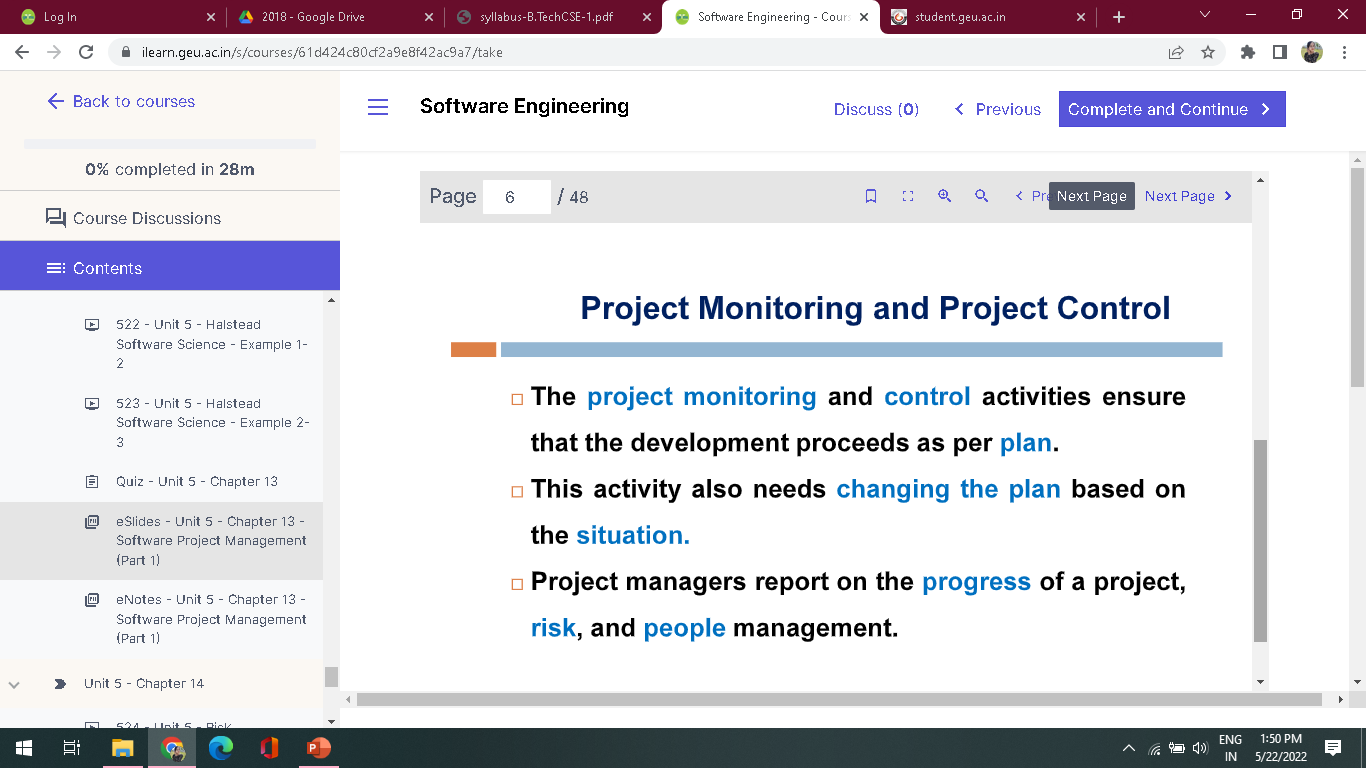 Log In
2018 - Google Drive
syllabus-B.TechCSE-1.pdf
Software Engineering - Cour
student.geu.ac.in
ilearn.geu.ac.in/s/courses/61d424c80cf2a9e8f42ac9a7/take
Back to courses
0% completed in 28m
Course Discussions
Contents
522 - Unit 5 - Halstead
Software Science - Example 1-
2
523 - Unit 5 - Halstead
Software Science - Example 2-
3
Quiz - Unit 5 - Chapter 13
eSlides - Unit 5 - Chapter 13 -
Software Project Management
(Part 1)
eNotes - Unit 5 - Chapter 13 -
Software Project Management
(Part 1)
Unit 5 - Chapter 14
524 - Unit 5 - Risk
Software Engineering
Discuss (0)
Previous
Complete and Continue
Page 6 / 48
Pre
Next Page
Next Page
Project Monitoring and Project Control
The project monitoring and control activities ensure
that the development proceeds as per plan.
This activity also needs changing the plan based on
the situation.
Project managers report on the progress of a project,
risk, and people management.
ENG
IN
1:50 PM
5/22/2022